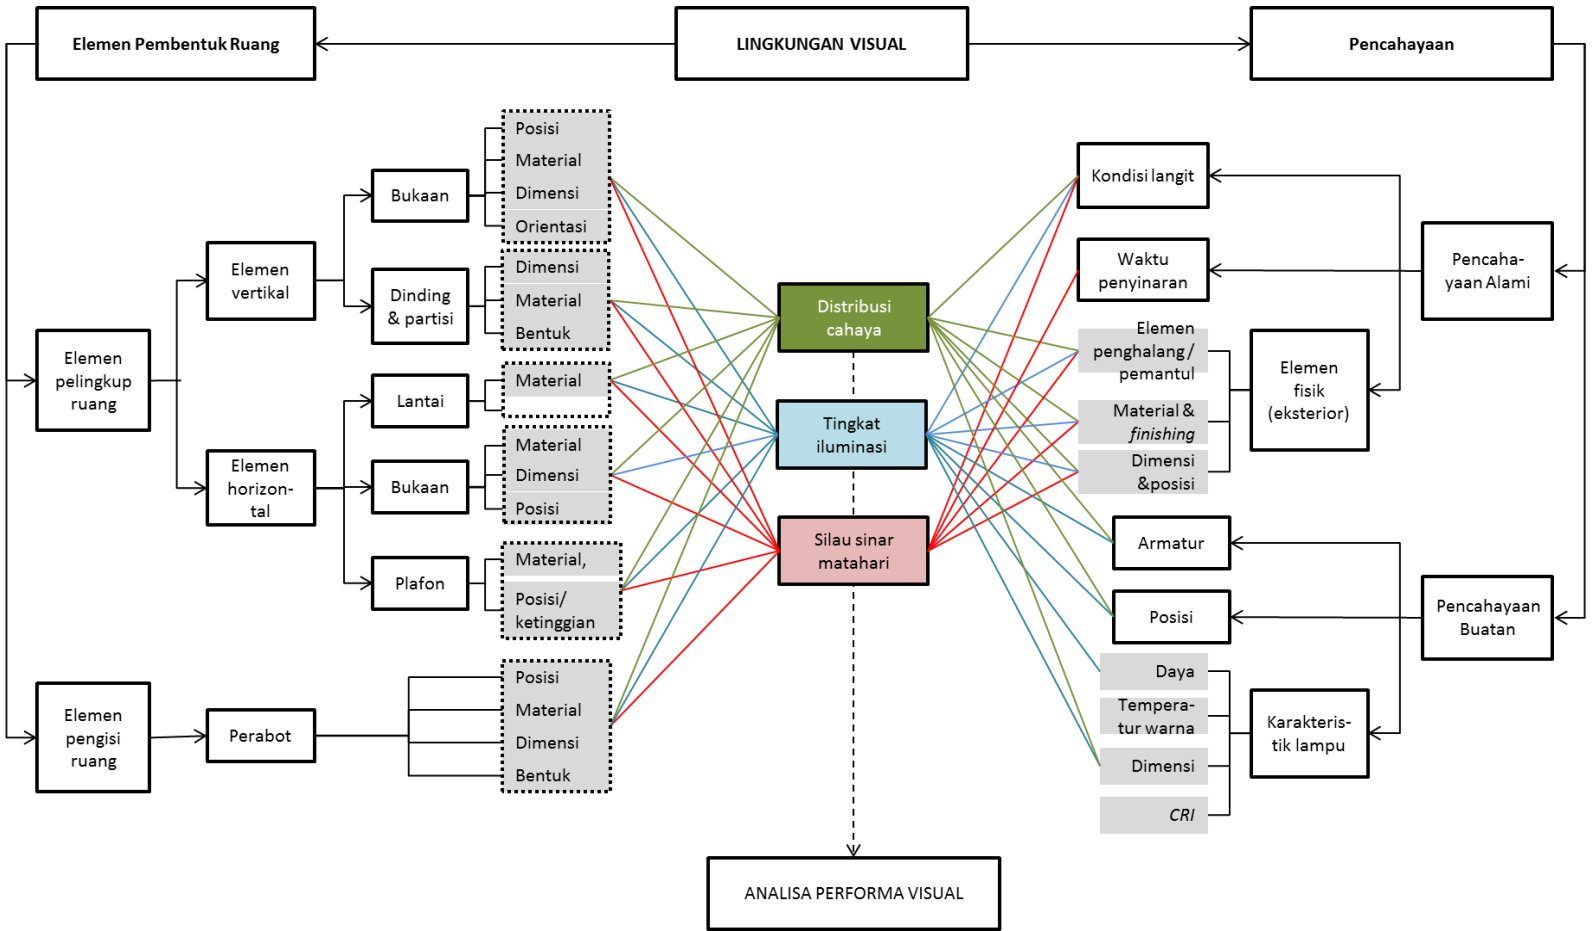 Elemen Pembentuk Ruang
LINGKUNGAN VISUAL
Pencahayaan
Elemen
pelingkup
ruang
Elemen
vertikal
Bukaan
Posisi
Material
Dimensi
Orientasi
Dinding
& partisi
Dimensi
Material
Bentuk
Elemen
horizon-
tal
Lantai
Material
Bukaan
Material
Dimensi
Posisi
Plafon
Material,
Posisi/
ketinggian
Elemen
pengisi
ruang
Perabot
Posisi
Material
Dimensi
Bentuk
Distribusi
cahaya
Tingkat
iluminasi
Silau sinar
matahari
ANALISA PERFORMA VISUAL
Kondisi langit
Waktu
penyinaran
Pencaha-
yaan Alami
Elemen
penghalang /
pemantul
Material &
finishing
Dimensi
&posisi
Elemen
fisik
(eksterior)
Armatur
Posisi
Pencahayaan
Buatan
Daya
Tempera-
tur warna
Dimensi
CRI
Karakteris-
tik lampu